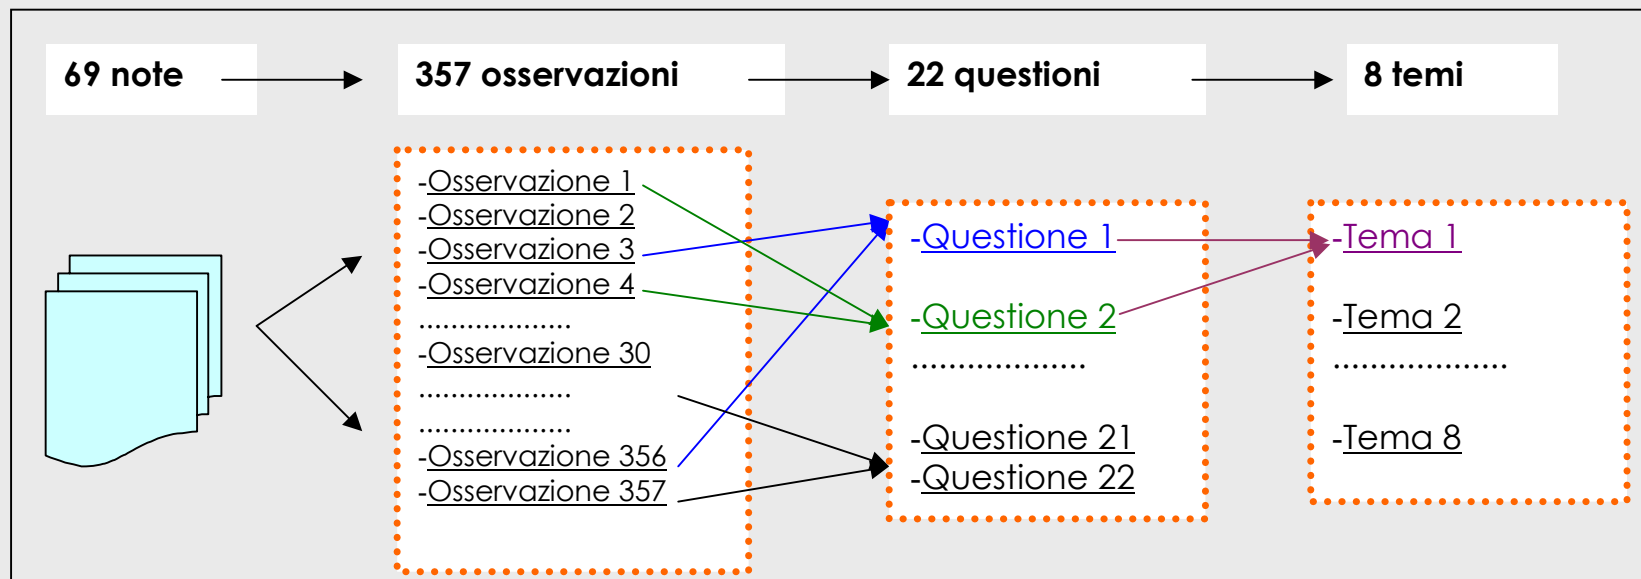 69 note
357 osservazioni
22 questioni
8 temi
-Osservazione 1
-Osservazione 2
-Osservazione 3
-Osservazione 4
...................
-Osservazione 30
...................
...................
-Osservazione 356
-Osservazione 357
-Questione 1
-Questione 2
...................
-Questione 21
-Questione 22
-Tema 1
-Tema 2
...................
-Tema 8